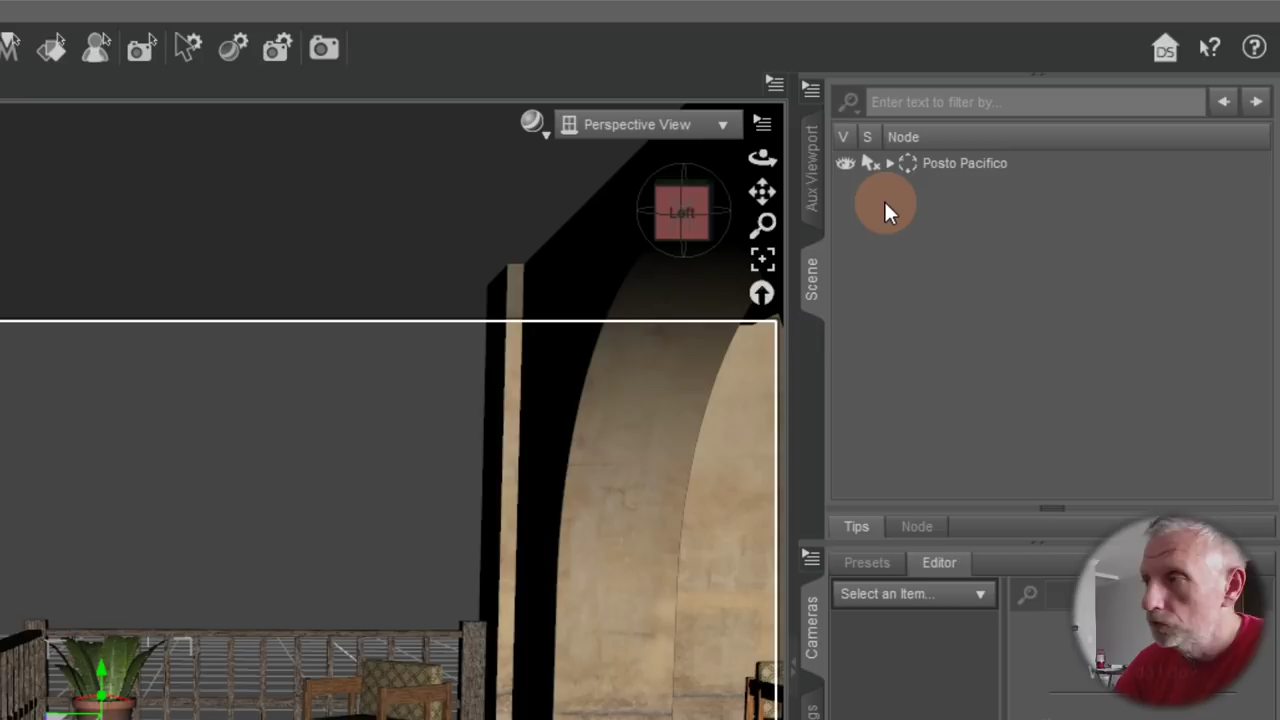 DS
?
?
Perspective View
Left
Enter text to filter by...
V S Node
Posto Pacifico
Aux Viewport
Scene
Tips Node
Presets Editor
Select an Item...
Cameras